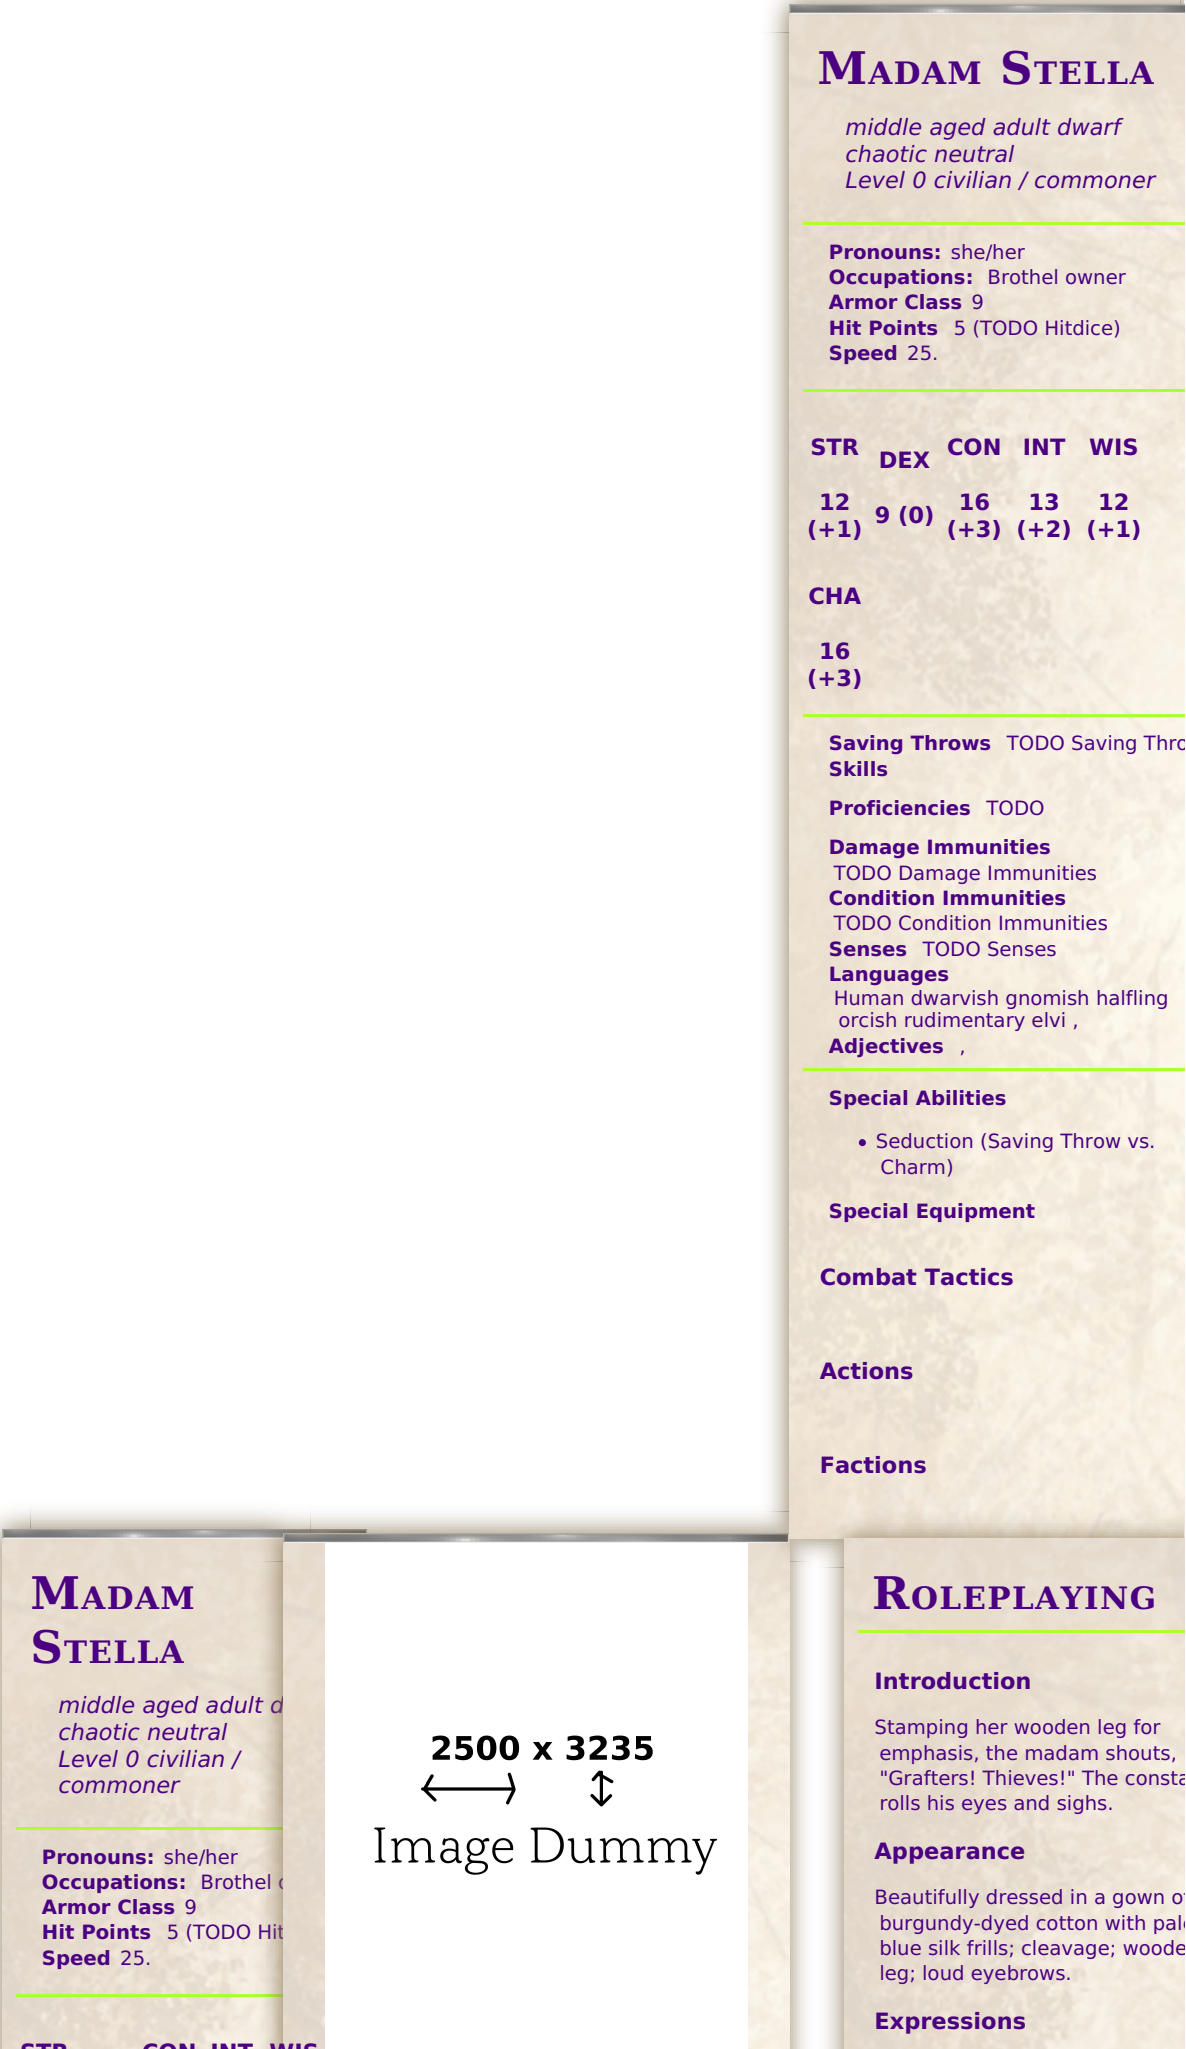 Madam Stella
middle aged adult dwarf
chaotic neutral
Level 0 civilian / commoner
Pronouns: she/her
Occupations: Brothel owner
Armor Class 9
Hit Points 5 (TODO Hitdice)
Speed 25.
STR DEX CON INT WIS
12 (+1) 9 (0) 16 (+3) 13 (+2) 12 (+1)
CHA
16
(+3)
Saving Throws TODO Saving Thro
Skills
Proficiencies TODO
Damage Immunities
TODO Damage Immunities
Condition Immunities
TODO Condition Immunities
Senses TODO Senses
Languages
Human dwarvish gnomish halfling
orcish rudimentary elvi ,
Adjectives ,
Special Abilities
• Seduction (Saving Throw vs.
Charm)
Special Equipment
Combat Tactics
Actions
Factions
Madam
Stella
middle aged adult d
chaotic neutral
Level 0 civilian /
commoner
Pronouns: she/her
Occupations: Brothel
Armor Class 9
Hit Points 5 (TODO Hit
Speed 25.
STR CON INT WIS
2500 x 3235
Image Dummy
Roleplaying
Introduction
Stamping her wooden leg for
emphasis, the madam shouts,
"Grafters! Thieves!" The consta
rolls his eyes and sighs.
Appearance
Beautifully dressed in a gown of
burgundy-dyed cotton with pale
blue silk frills; cleavage; woode
leg; loud eyebrows.
Expressions